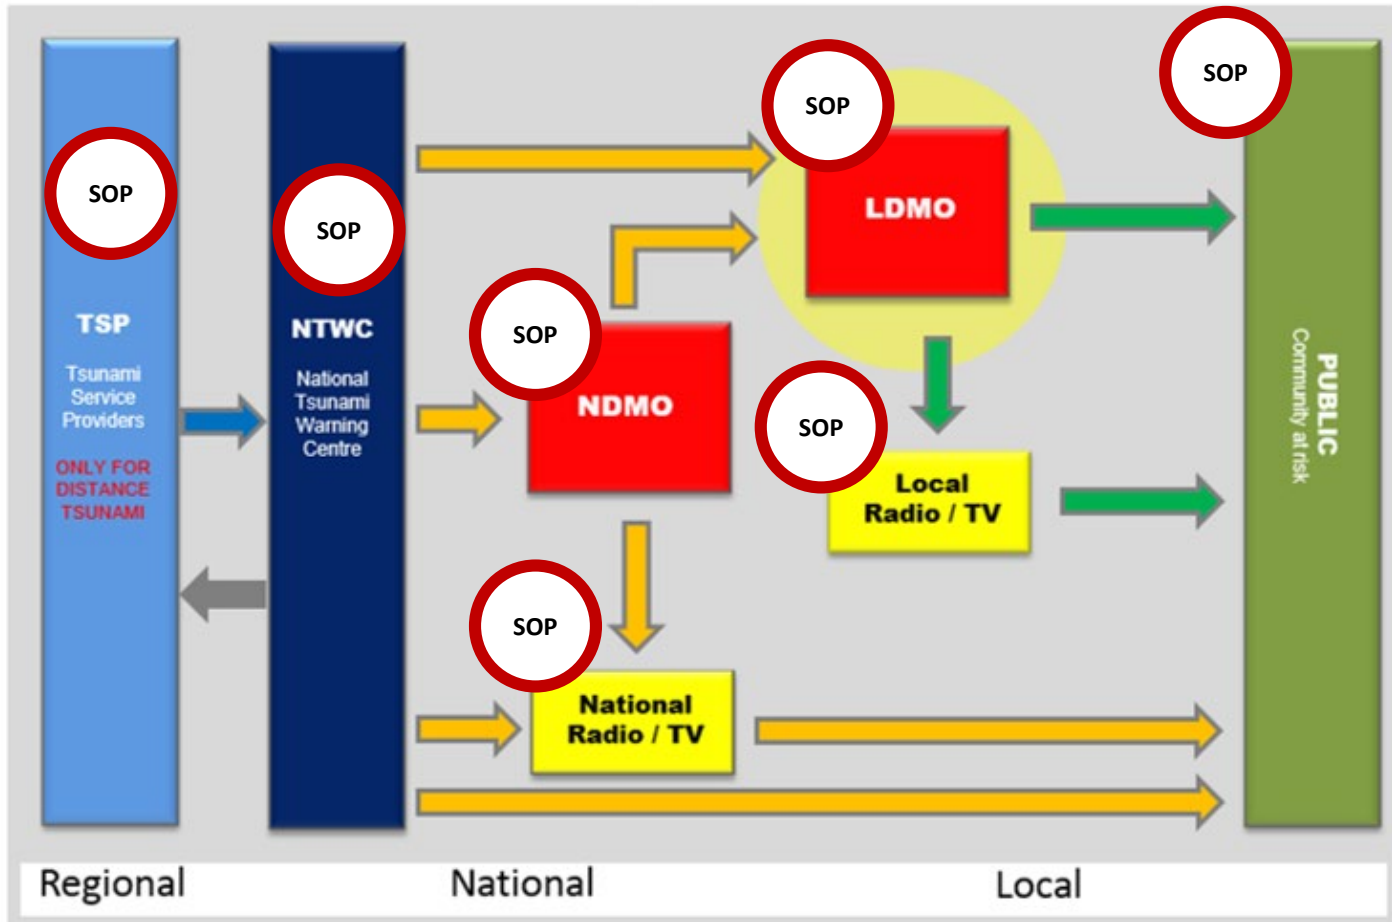 SOP
TSP
Tsunami
Service
Providers
ONLY FOR
DISTANCE
TSUNAMI
SOP
NTWC
National
Tsunami
Warning
Centre
SOP
NDMO
SOP
LDMO
SOP
Local
Radio / TV
SOP
National
Radio / TV
SOP
PUBLIC
Community at risk
Regional
National
Local